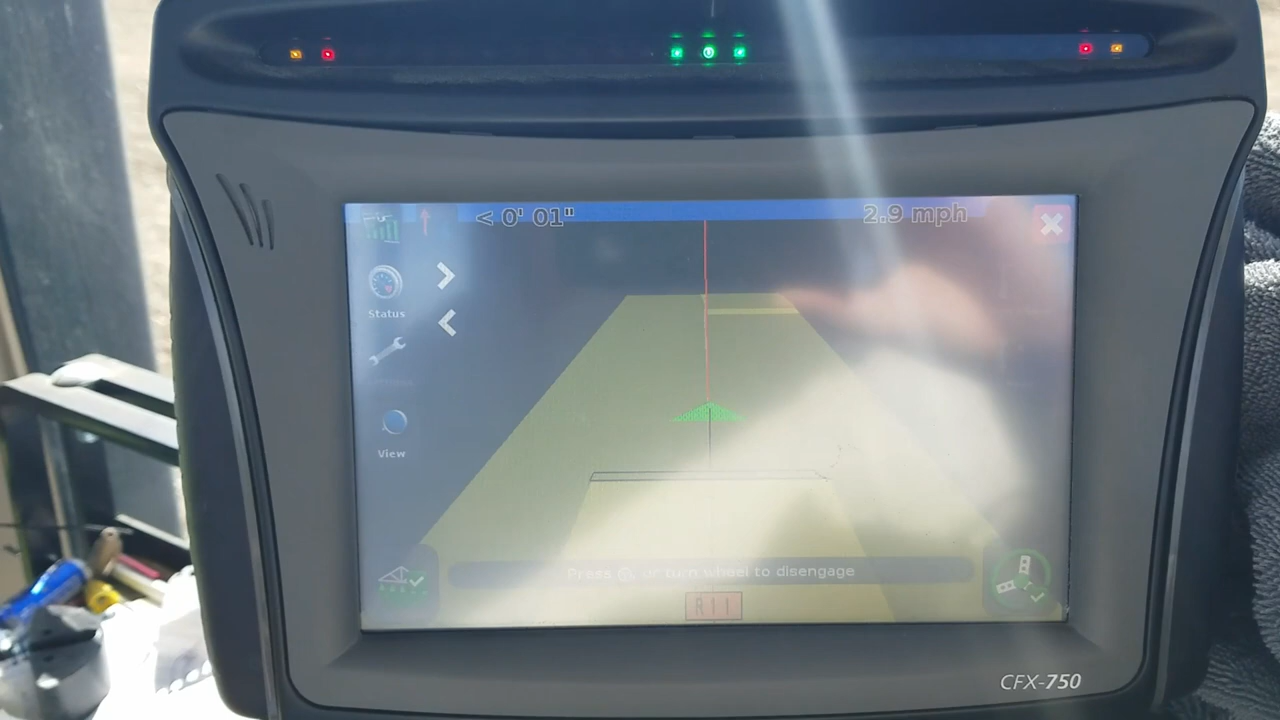 < 0' 01"
2.9 mph
Status
View
Press or turn wheel to disengage
CFX-750